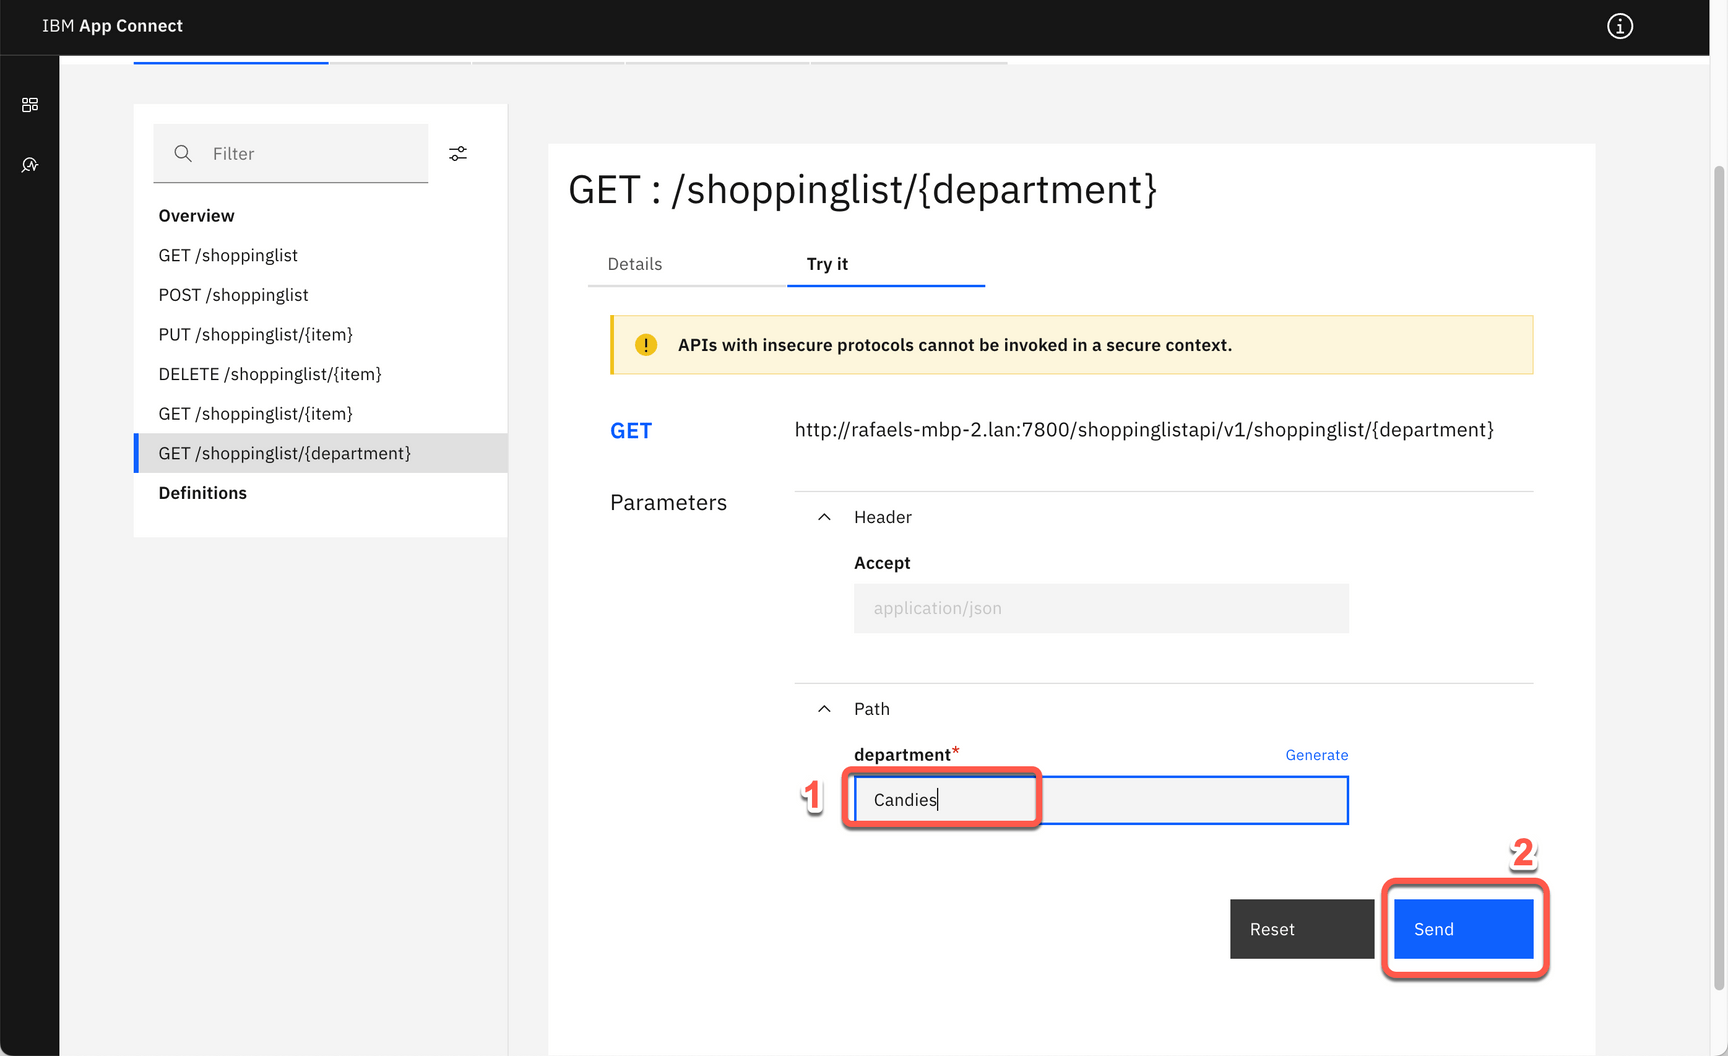 IBM App Connect
Filter
Overview
GET /shoppinglist
POST /shoppinglist
PUT /shoppinglist/{item}
DELETE /shoppinglist/{item}
GET /shoppinglist/{item}
GET /shoppinglist/{department}
Definitions
GET : /shoppinglist/{department}
Details
Try it
APIs with insecure protocols cannot be invoked in a secure context.
GET
http://rafaels-mbp-2.lan:7800/shoppinglistapi/v1/shoppinglist/{department}
Parameters
Header
Accept
application/json
Path
department*
Generate
1
Candies
2
Reset
Send